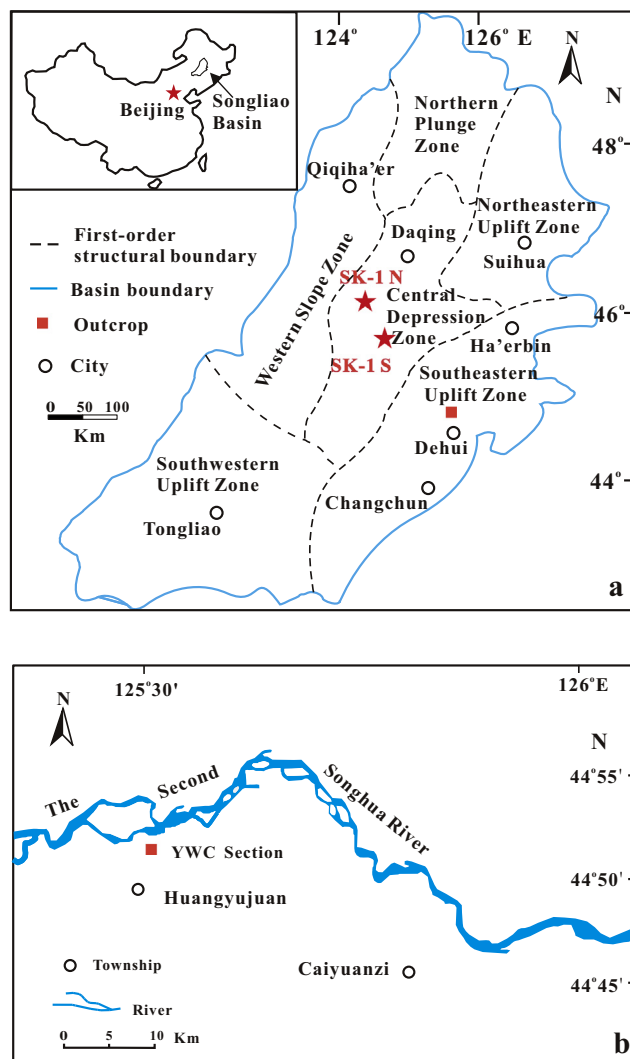 124° 126° E
N
N
Beijing
Songliao
Basin
Northern
Plunge
Zone
48°
Qiqiha'er
Northeastern
Uplift Zone
Suihua
First-order
structural boundary
Basin boundary
Outcrop
City
0 50 100
Km
Western Slope Zone
Daqing
SK-1 N
Central
Depression
Zone
SK-1 S
46°
Ha'erbin
Southeastern
Uplift Zone
Dehui
Southwestern
Uplift Zone
Tongliao
Changchun
44°
a
125°30' 126°E
N
N
The Second Songhua River
44°55'
YWC Section
44°50'
Huangyujuan
Township
Caiyuanzi
44°45'
River
0 5 10
Km
b